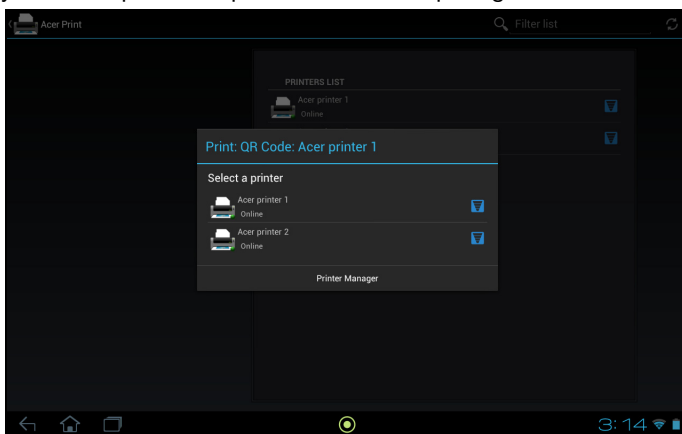 Acer Print
Filter list
PRINTERS LIST
Acer printer 1
Online
Print: QR Code: Acer printer 1
Select a printer
Acer printer 1
Online
Acer printer 2
Online
Printer Manager
3:14